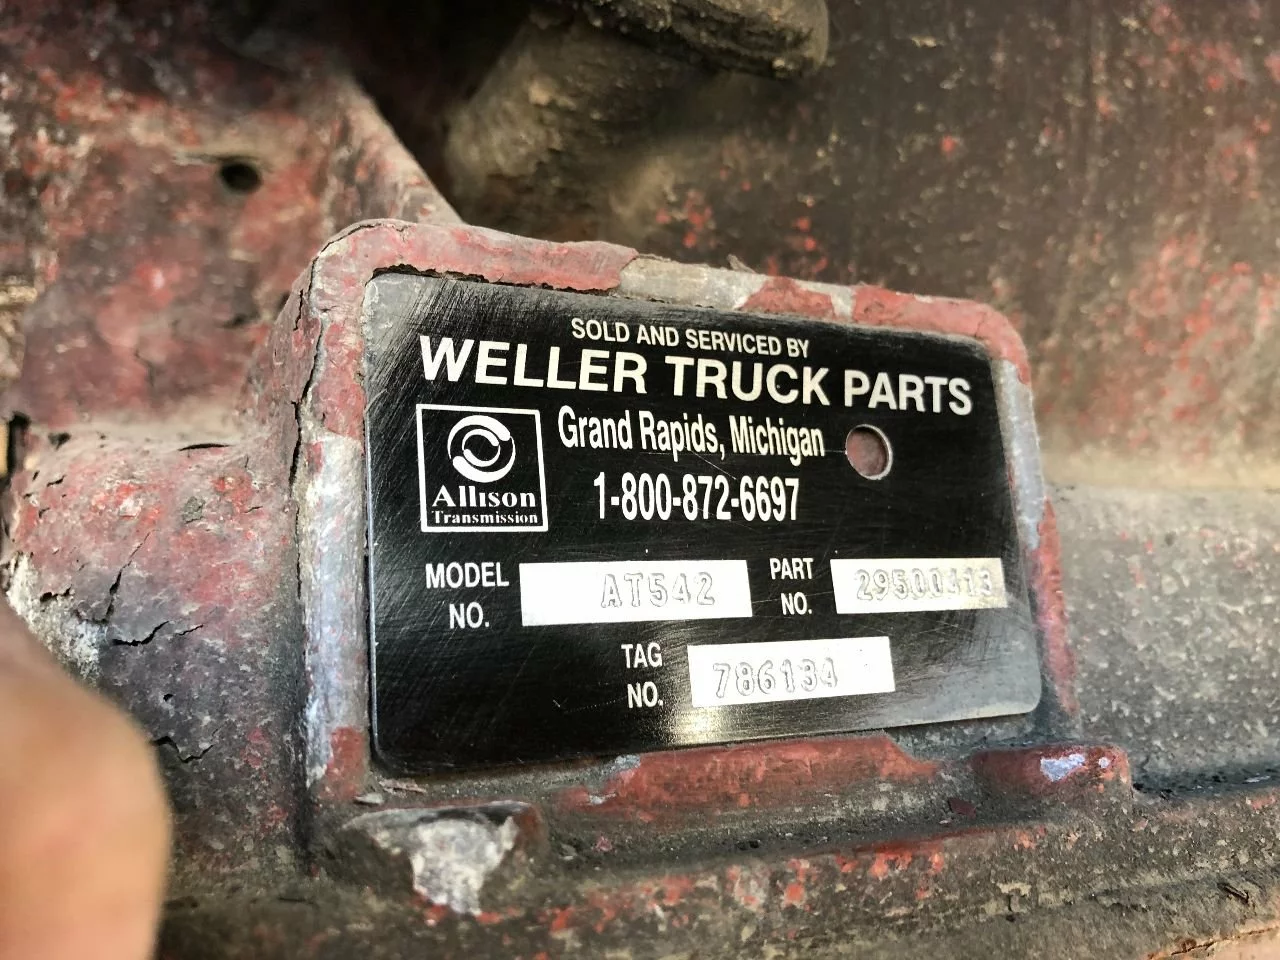 SOLD AND SERVICED BY
WELLER TRUCK PARTS
Grand Rapids, Michigan
1-800-872-6697
Allison
Transmission
MODEL NO. AT542
PART NO. 29500413
TAG NO. 786134